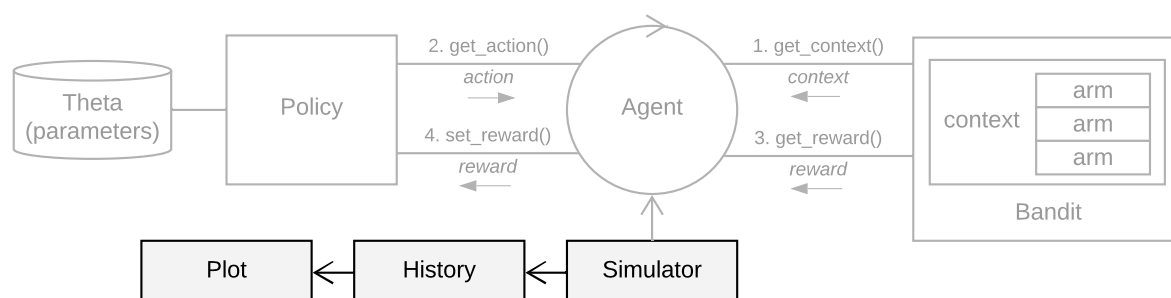 2. get_action()
action
1. get_context()
context
Theta
(parameters)
Policy
Agent
context
arm
arm
arm
4. set_reward()
reward
3. get_reward()
reward
Bandit
Plot
History
Simulator